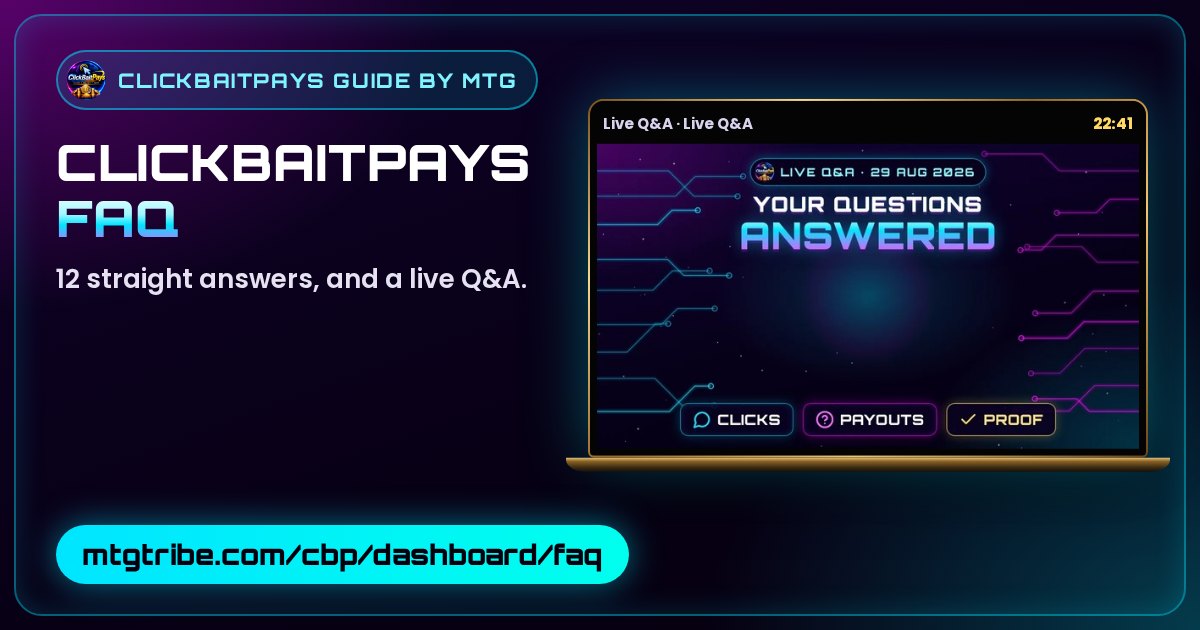 ClickBaitPays
CLICKBAITPAYS GUIDE BY MTG
CLICKBAITPAYS
FAQ
12 straight answers, and a live Q&A.
mtgtribe.com/cbp/dashboard/faq
Live Q&A · Live Q&A
22:41
LIVE Q&A · 29 AUG 2026
YOUR QUESTIONS
ANSWERED
CLICKS
PAYOUTS
PROOF